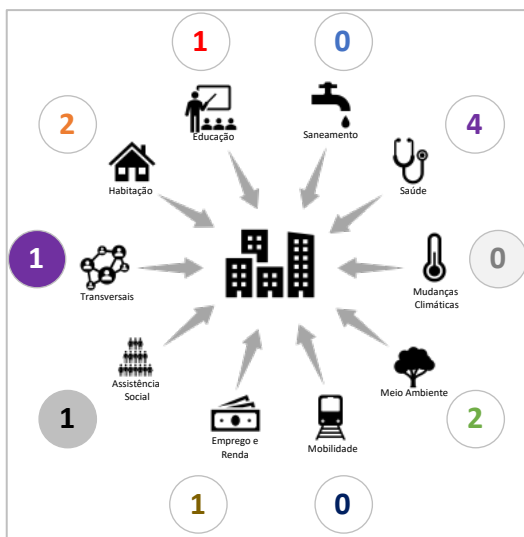 1
0
Educação
Saneamento
2
4
Habitação
Saúde
1
Transversais
Mudanças
Climáticas
0
Assistência
Social
Meio Ambiente
1
Emprego e
Renda
Mobilidade
2
1
0